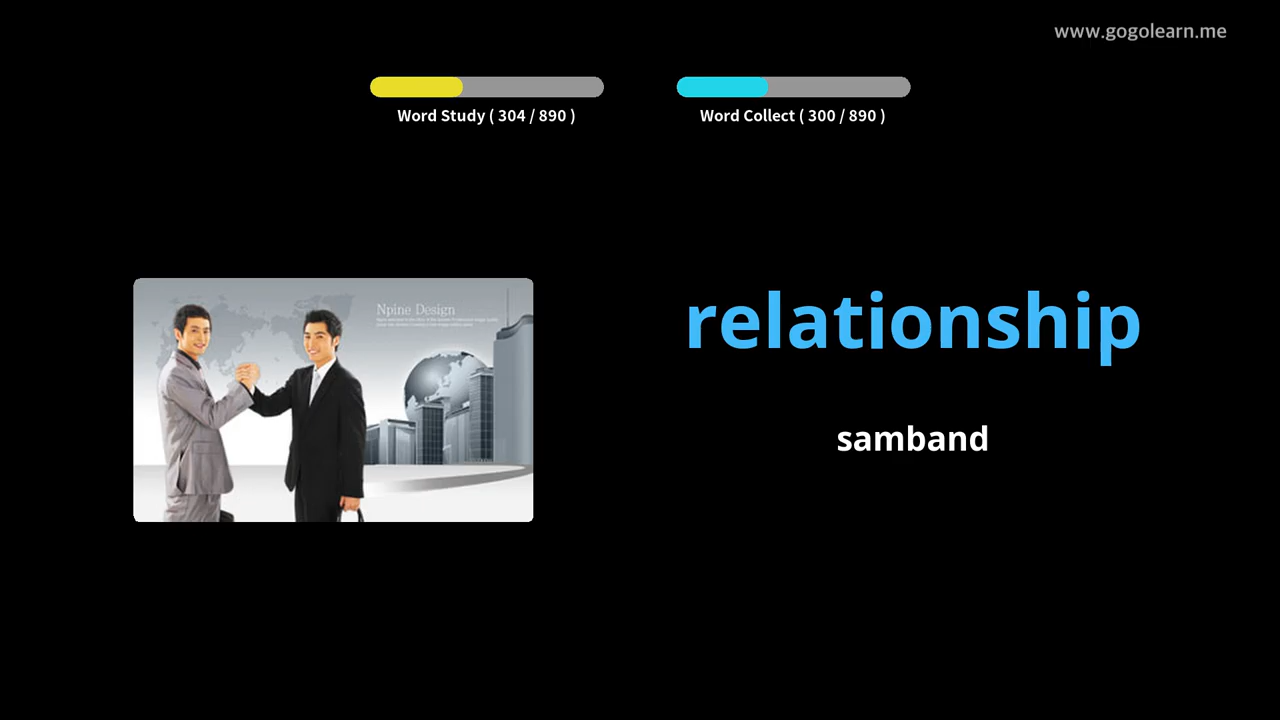 www.gogolearn.me
Word Study ( 304 / 890 )
Word Collect ( 300 / 890 )
Npine Design
relationship
samband